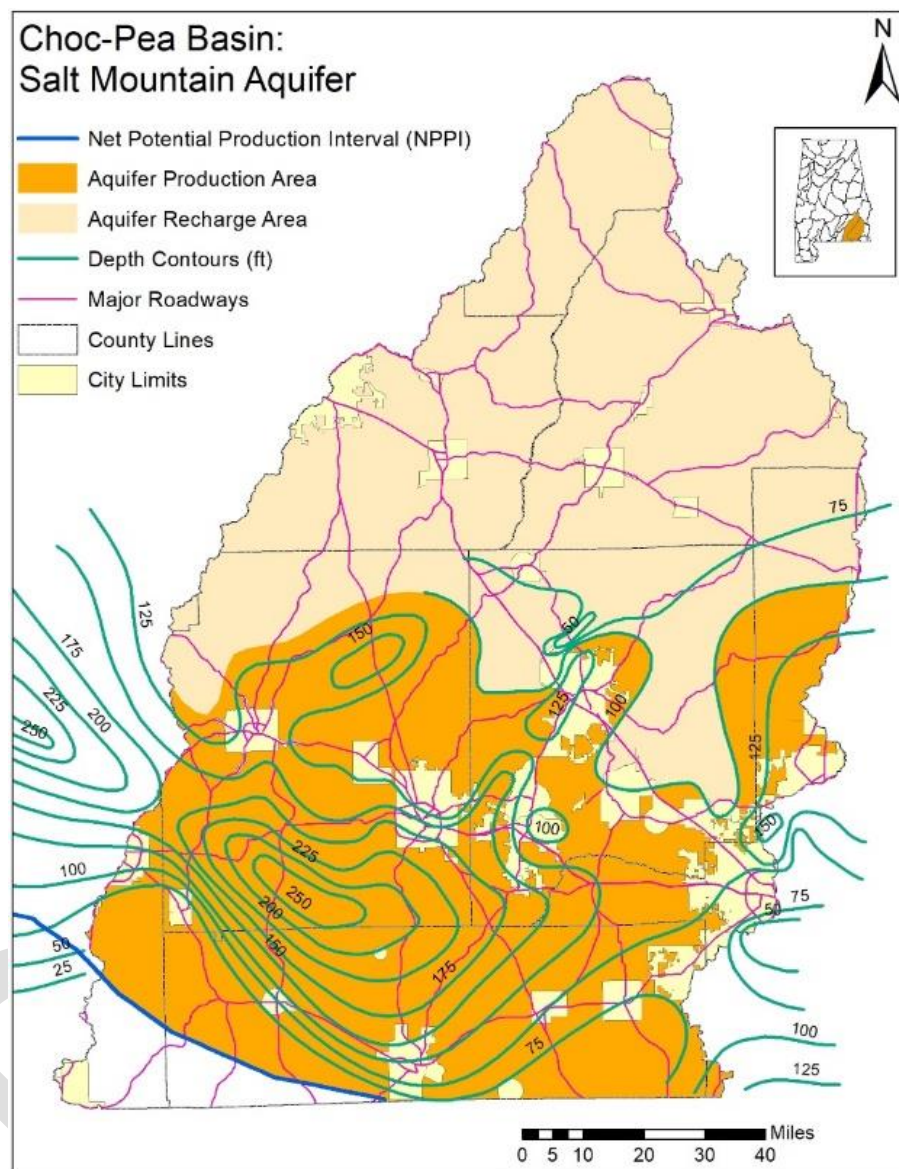 Choc-Pea Basin:
Salt Mountain Aquifer
N
Net Potential Production Interval (NPPI)
Aquifer Production Area
Aquifer Recharge Area
Depth Contours (ft)
Major Roadways
County Lines
City Limits
75
125
150
50
175
225
200
250
125
100
125
150
100
225
100
200
250
75
50
150
50
175
25
75
100
125
Miles
0 5 10 20 30 40